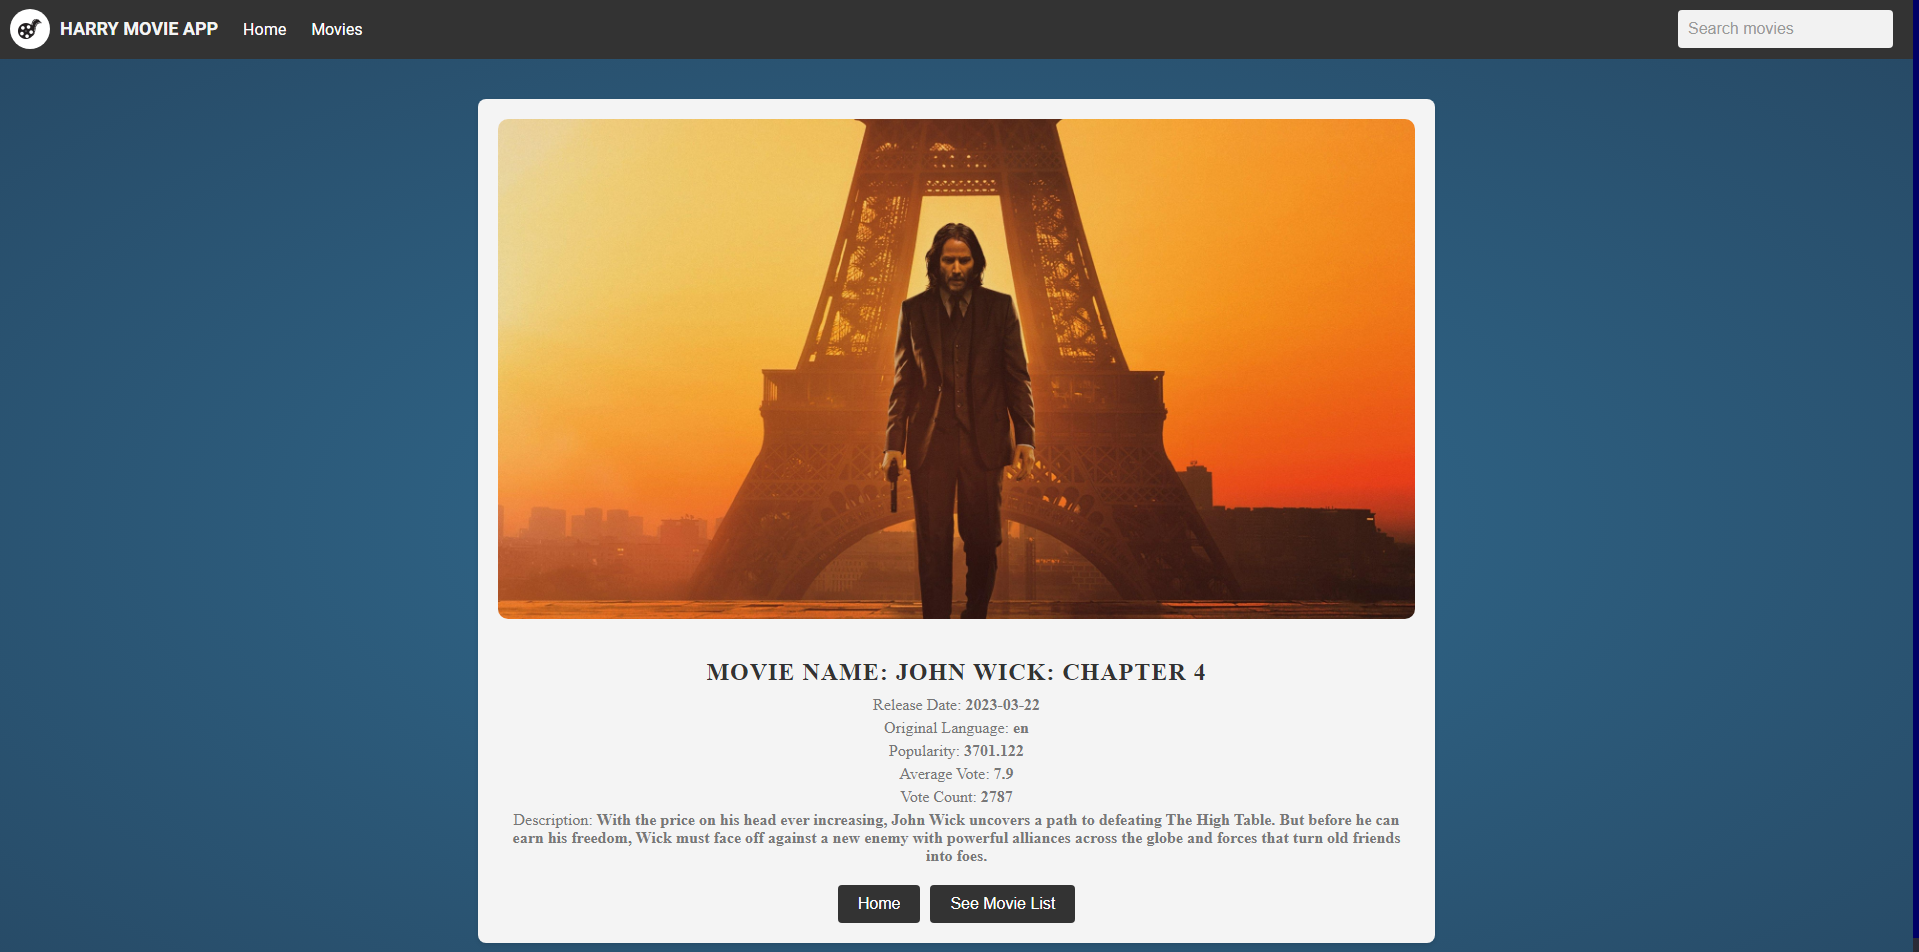 HARRY MOVIE APP
Home
Movies
Search movies
MOVIE NAME: JOHN WICK: CHAPTER 4
Release Date: 2023-03-22
Original Language: en
Popularity: 3701.122
Average Vote: 7.9
Vote Count: 2787
Description: With the price on his head ever increasing, John Wick uncovers a path to defeating The High Table. But before he can
earn his freedom, Wick must face off against a new enemy with powerful alliances across the globe and forces that turn old friends
into foes.
Home
See Movie List